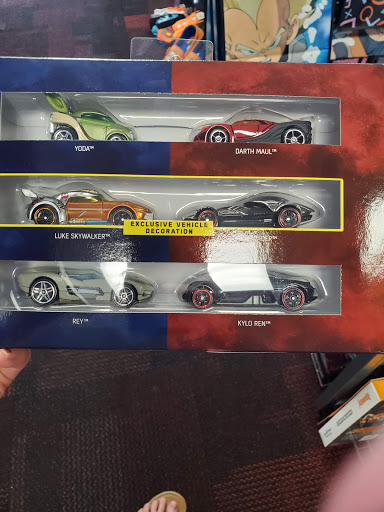 YODA™
DARTH MAUL™
EXCLUSIVE VEHICLE
DECORATION
LUKE SKYWALKER™
REY™
KYLO REN™